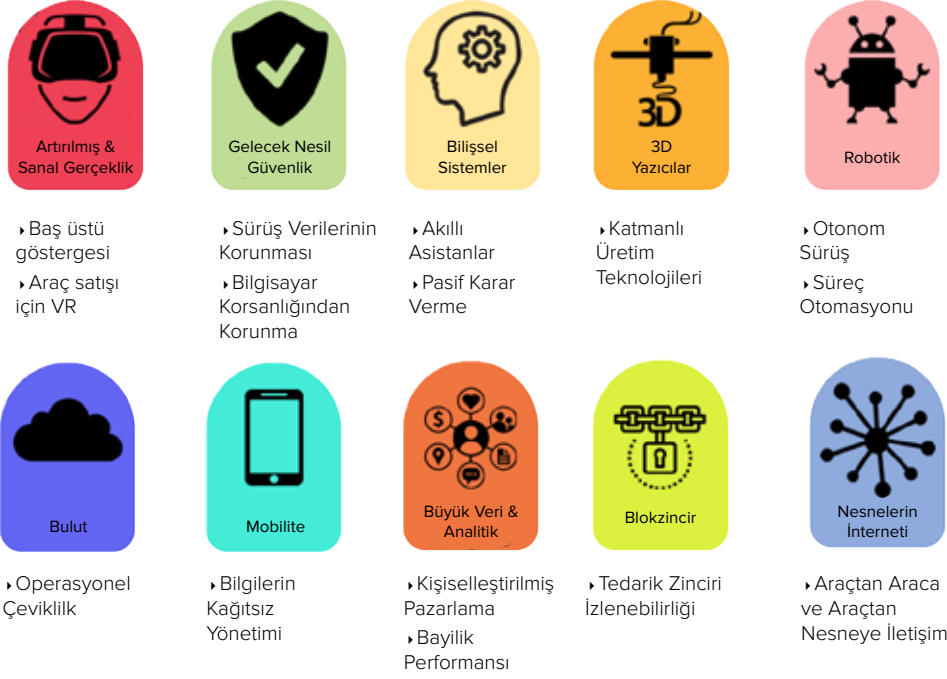 3D
Artırılmış &
Sanal Gerçeklik
Gelecek Nesil
Güvenlik
Bilişsel
Sistemler
3D
Yazıcılar
Robotik
▸Baş üstü
göstergesi
▸Araç satışı
için VR
▸Sürüş Verilerinin
Korunması
▸Bilgisayar
Korsanlığından
Korunma
▸Akıllı
Asistanlar
▸Pasif Karar
Verme
▸Katmanlı
Üretim
Teknolojileri
▸Otonom
Sürüş
▸Süreç
Otomasyonu
$
Bulut
Mobilite
Büyük Veri &
Analitik
Blokzincir
Nesnelerin
İnterneti
▸Operasyonel
Çeviklilk
▸Bilgilerin
Kağıtsız
Yönetimi
▸Kişiselleştirilmiş
Pazarlama
▸Bayilik
Performansı
▸Tedarik Zinciri
İzlenebilirliği
▸Araçtan Araca
ve Araçtan
Nesneye İletişim